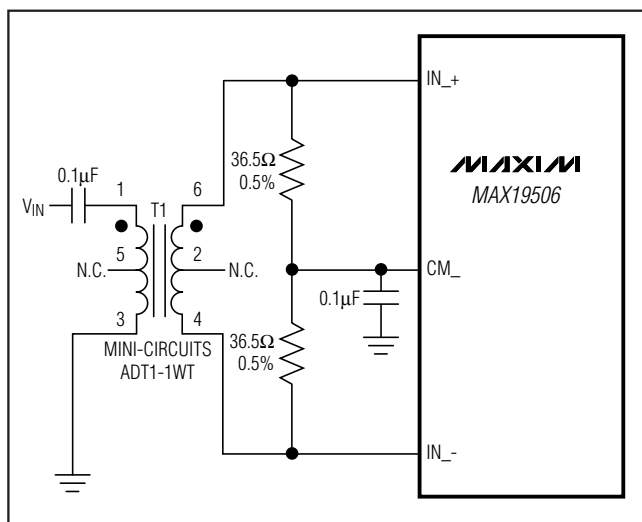 IN_+
36.5Ω
0.5%
MAXIM
MAX19506
0.1μF
1
6
T1
VIN
5
2
N.C.
N.C.
CM_
0.1μF
3
4
36.5Ω
0.5%
MINI-CIRCUITS
ADT1-1WT
IN_-